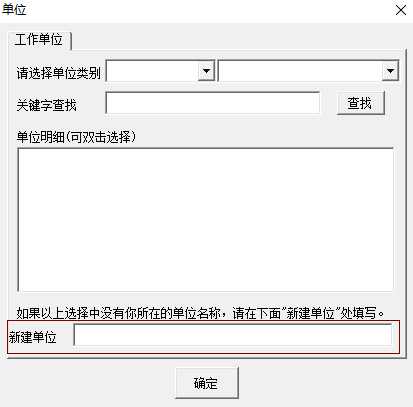 单位
工作单位
请选择单位类别
关键字查找 查找
单位明细(可双击选择)
如果以上选择中没有你所在的单位名称，请在下面"新建单位"处填写。
新建单位
确定